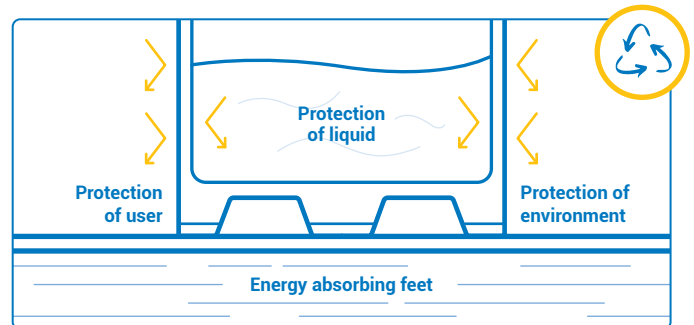 Protection
of liquid
Protection
of user
Protection of
environment
Energy absorbing feet